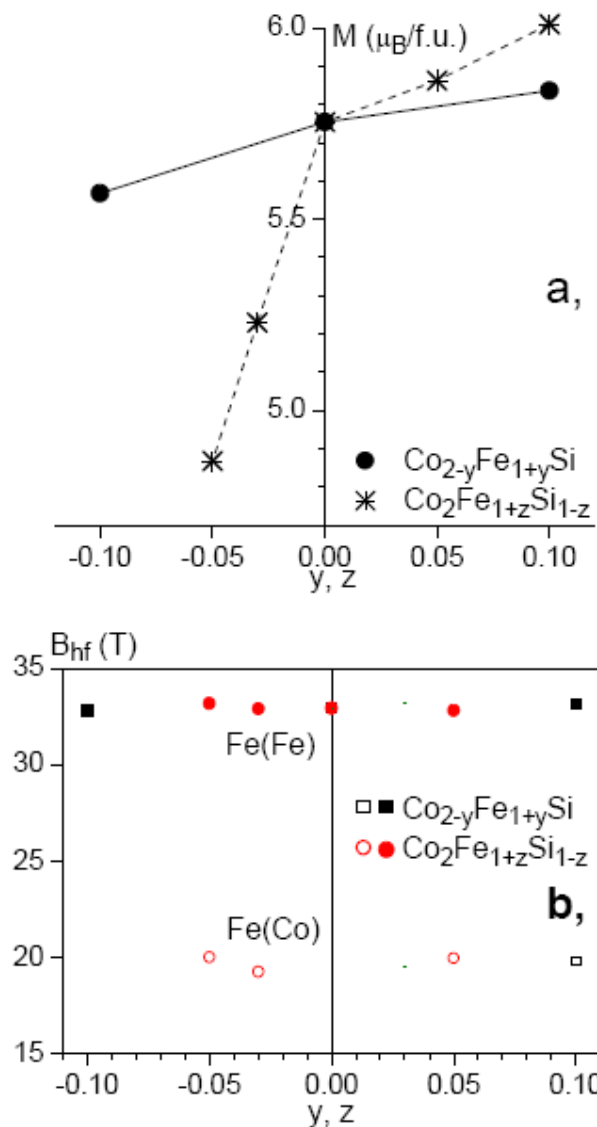 6.0
M (μB/f.u.)
5.5
a,
5.0
Co2-yFe1+ySi
Co2Fe1+zSi1-z
-0.10 -0.05 0.00 0.05 0.10
y, z
Bhf (T)
35
Fe(Fe)
30
Co2-yFe1+ySi
Co2Fe1+zSi1-z
25
Fe(Co)
b,
20
15
-0.10 -0.05 0.00 0.05 0.10
y, z